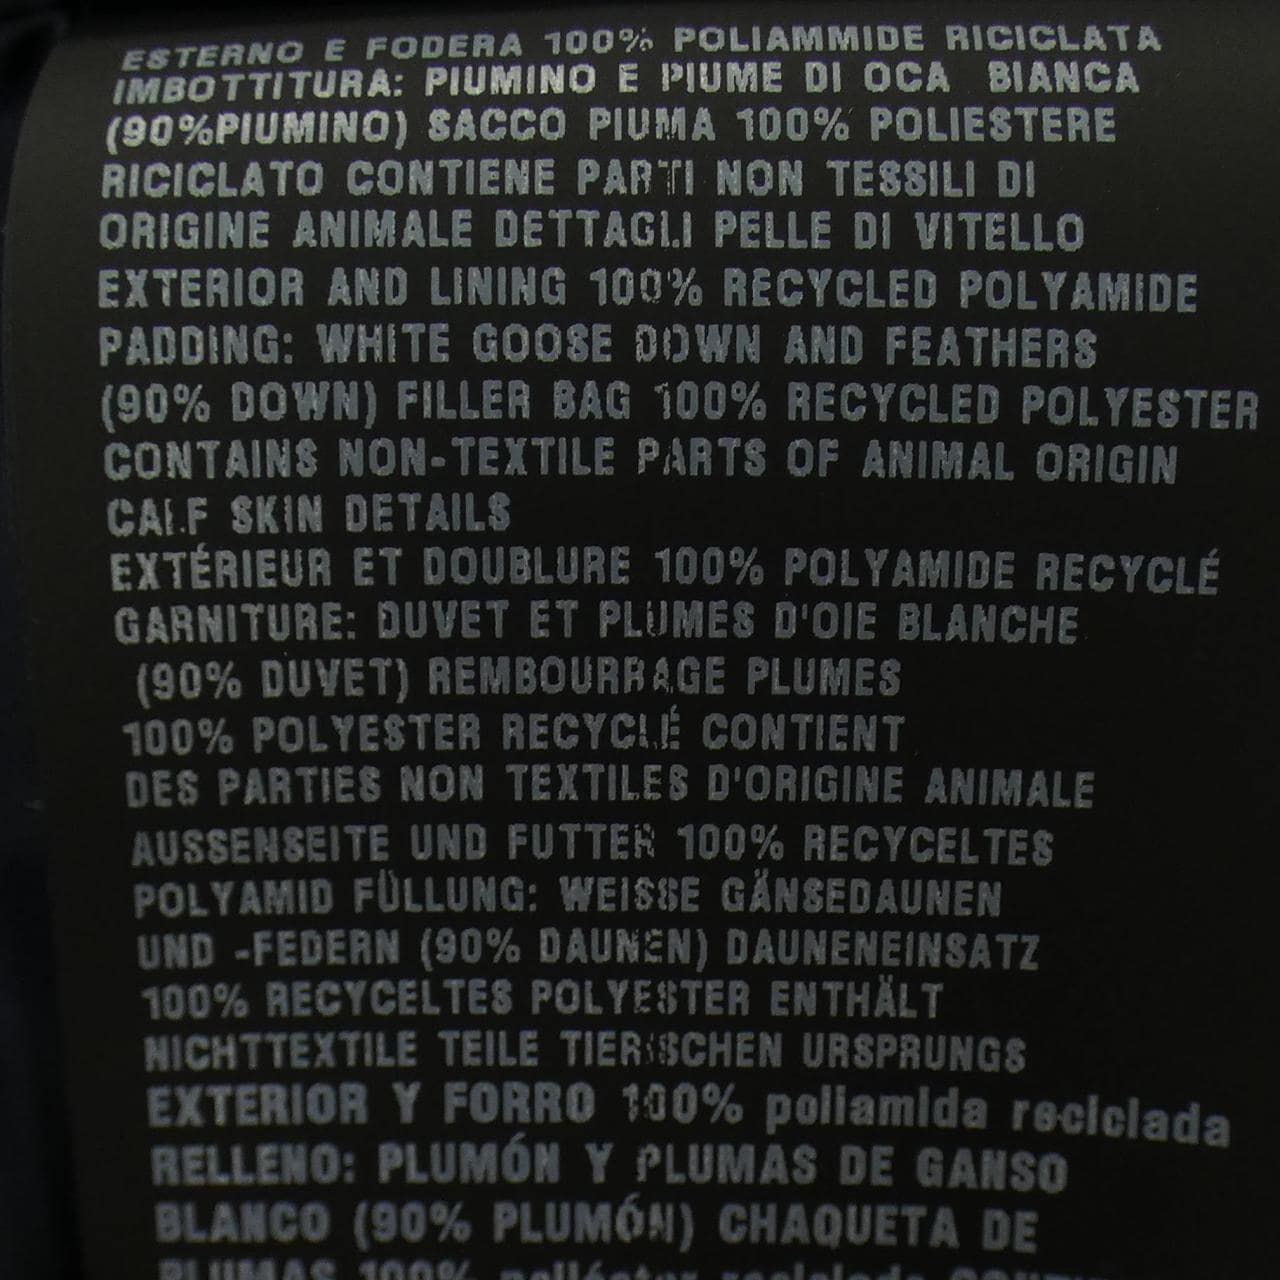 ESTERNO E FODERA 100% POLIAMMIDE RICICLATA
IMBOTTITURA: PIUMINO E PIUME DI OCA BIANCA
(90%PIUMINO) SACCO PIUMA 100% POLIESTERE
RICICLATO CONTIENE PARTI NON TESSILI DI
ORIGINE ANIMALE DETTAGLI PELLE DI VITELLO
EXTERIOR AND LINING 100% RECYCLED POLYAMIDE
PADDING: WHITE GOOSE DOWN AND FEATHERS
(90% DOWN) FILLER BAG 100% RECYCLED POLYESTER
CONTAINS NON-TEXTILE PARTS OF ANIMAL ORIGIN
CALF SKIN DETAILS
EXTÉRIEUR ET DOUBLURE 100% POLYAMIDE RECYCLÉ
GARNITURE: DUVET ET PLUMES D'OIE BLANCHE
(90% DUVET) REMBOURRAGE PLUMES
100% POLYESTER RECYCLÉ CONTIENT
DES PARTIES NON TEXTILES D'ORIGINE ANIMALE
AUSSENSEITE UND FUTTER 100% RECYCELTES
POLYAMID FÜLLUNG: WEISSE GÄNSEDAUNEN
UND -FEDERN (90% DAUNEN) DAUNENEINSATZ
100% RECYCELTES POLYESTER ENTHÄLT
NICHTTEXTILE TEILE TIERISCHEN URSPRUNGS
EXTERIOR Y FORRO 100% poliamida reciclada
RELLENO: PLUMÓN Y PLUMAS DE GANSO
BLANCO (90% PLUMÓN) CHAQUETA DE
PLUMAS 100% poliéster reciclado